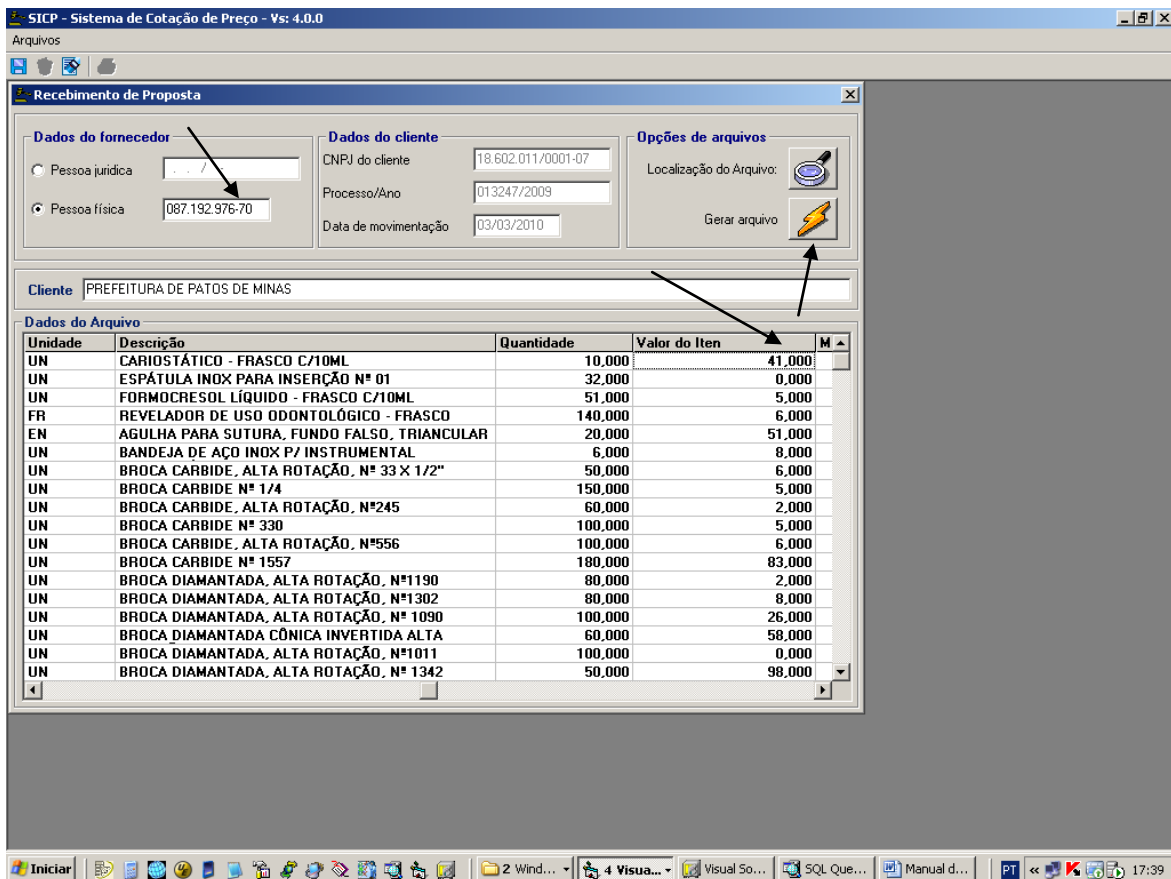 SICP - Sistema de Cotação de Preço - Vs: 4.0.0
Arquivos
Recebimento de Proposta
Dados do fornecedor
Pessoa juridica . . /
Pessoa física 087.192.976-70
Dados do cliente
CNPJ do cliente 18.602.011/0001-07
Processo/Ano 013247/2009
Data de movimentação 03/03/2010
Opções de arquivos
Localização do Arquivo:
Gerar arquivo
Cliente PREFEITURA DE PATOS DE MINAS
Dados do Arquivo
Unidade Descrição Quantidade Valor do Iten M
UN CARIOSTÁTICO - FRASCO C/10ML 10,000 41,000
UN ESPÁTULA INOX PARA INSERÇÃO Nº 01 32,000 0,000
UN FORMOCRESOL LÍQUIDO - FRASCO C/10ML 51,000 5,000
FR REVELADOR DE USO ODONTOLÓGICO - FRASCO 140,000 6,000
EN AGULHA PARA SUTURA, FUNDO FALSO, TRIANCULAR 20,000 51,000
UN BANDEJA DE AÇO INOX P/ INSTRUMENTAL 6,000 8,000
UN BROCA CARBIDE, ALTA ROTAÇÃO, Nº 33 X 1/2" 50,000 6,000
UN BROCA CARBIDE Nº 1/4 150,000 5,000
UN BROCA CARBIDE, ALTA ROTAÇÃO, Nº245 60,000 2,000
UN BROCA CARBIDE Nº 330 100,000 5,000
UN BROCA CARBIDE, ALTA ROTAÇÃO, Nº556 100,000 6,000
UN BROCA CARBIDE Nº 1557 180,000 83,000
UN BROCA DIAMANTADA, ALTA ROTAÇÃO, Nº1190 80,000 2,000
UN BROCA DIAMANTADA, ALTA ROTAÇÃO, Nº1302 80,000 8,000
UN BROCA DIAMANTADA, ALTA ROTAÇÃO, Nº 1090 100,000 26,000
UN BROCA DIAMANTADA CÔNICA INVERTIDA ALTA 60,000 58,000
UN BROCA DIAMANTADA, ALTA ROTAÇÃO, Nº1011 100,000 0,000
UN BROCA DIAMANTADA, ALTA ROTAÇÃO, Nº 1342 50,000 98,000
Iniciar 2 Wind... 4 Visua... Visual So... SQL Que... Manual d... PT « 17:39